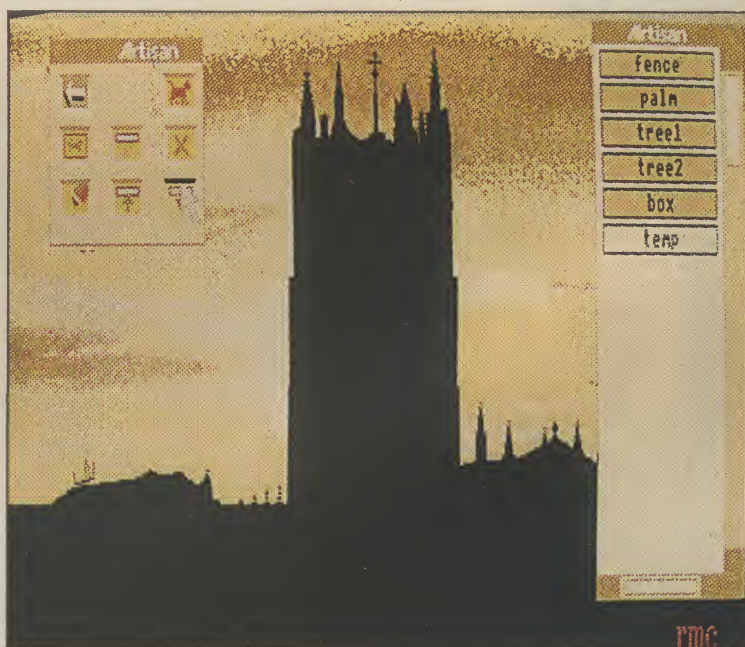 Artisan
Artisan
fence
palm
tree1
tree2
box
temp
rmc